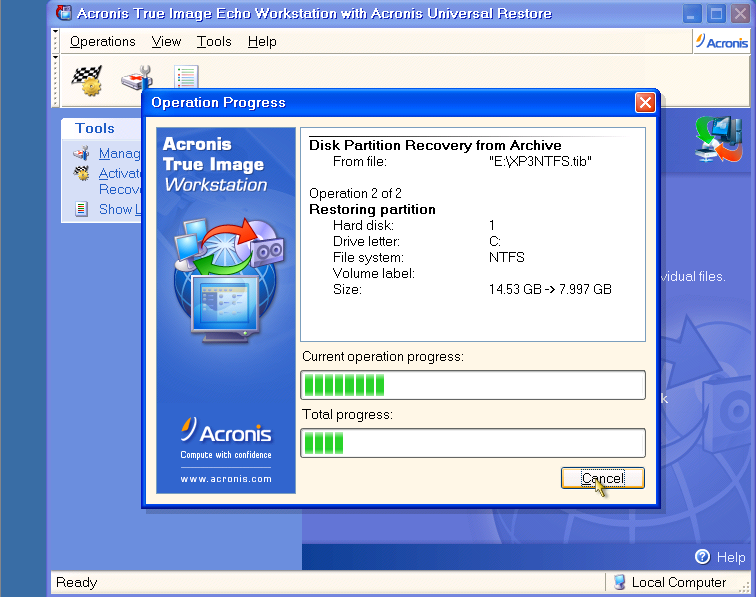 Acronis True Image Echo Workstation with Acronis Universal Restore
Operations View Tools Help
Acronis
Operation Progress
Tools
Manag
Activat
Recov
Show L
Acronis
True Image
Workstation
Acronis
Compute with confidence
www.acronis.com
Disk Partition Recovery from Archive
From file: "E:\XP3NTFS.tib"
Operation 2 of 2
Restoring partition
Hard disk: 1
Drive letter: C:
File system: NTFS
Volume label:
Size: 14.53 GB -> 7.997 GB
Current operation progress:
Total progress:
Cancel
vidual files.
k
Help
Ready
Local Computer